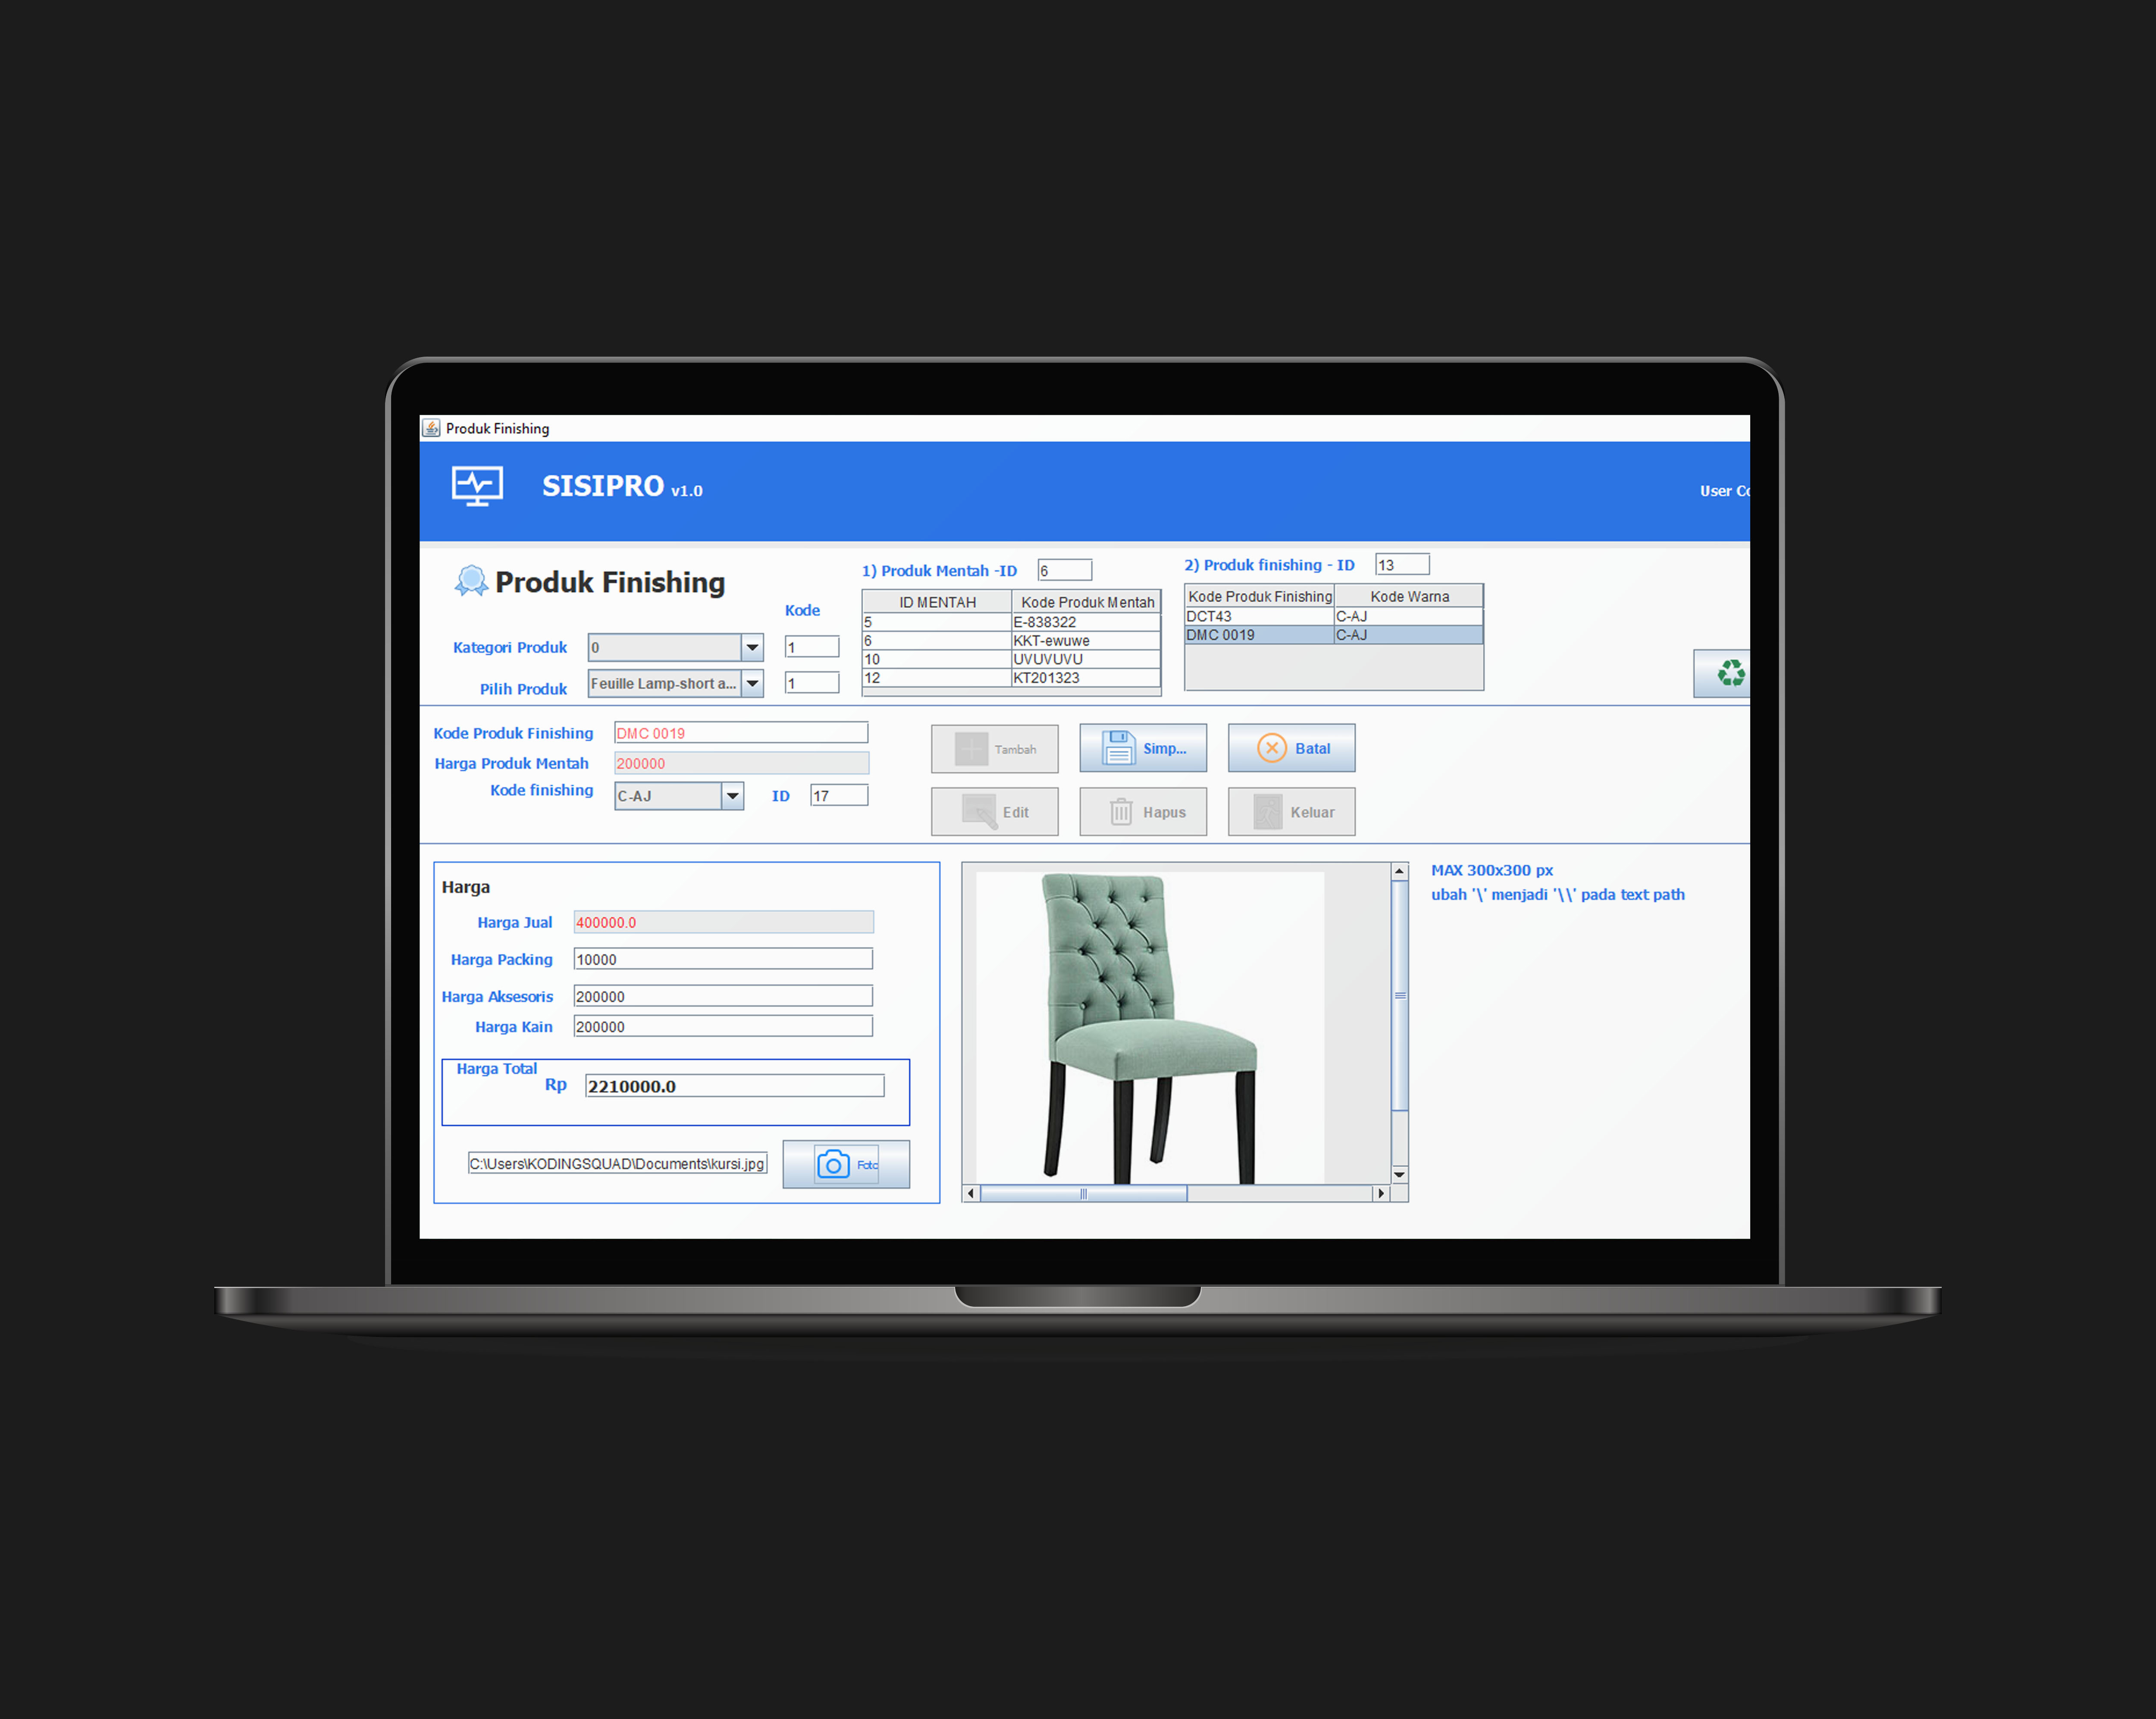 Produk Finishing
SISIPRO v1.0
User Co
Produk Finishing
Kode
Kategori Produk 0 1
Pilih Produk Feuille Lamp-short a... 1
1) Produk Mentah -ID 6
ID MENTAH Kode Produk Mentah
5 E-838322
6 KKT-ewuwe
10 UVUVUVU
12 KT201323
2) Produk finishing - ID 13
Kode Produk Finishing Kode Warna
DCT43 C-AJ
DMC 0019 C-AJ
Kode Produk Finishing DMC 0019
Harga Produk Mentah 200000
Kode finishing C-AJ ID 17
Tambah Simp... Batal
Edit Hapus Keluar
Harga
Harga Jual 400000.0
Harga Packing 10000
Harga Aksesoris 200000
Harga Kain 200000
Harga Total
Rp 2210000.0
C:\Users\KODINGSQUAD\Documents\kursi.jpg Foto
MAX 300x300 px
ubah '\' menjadi '\\' pada text path